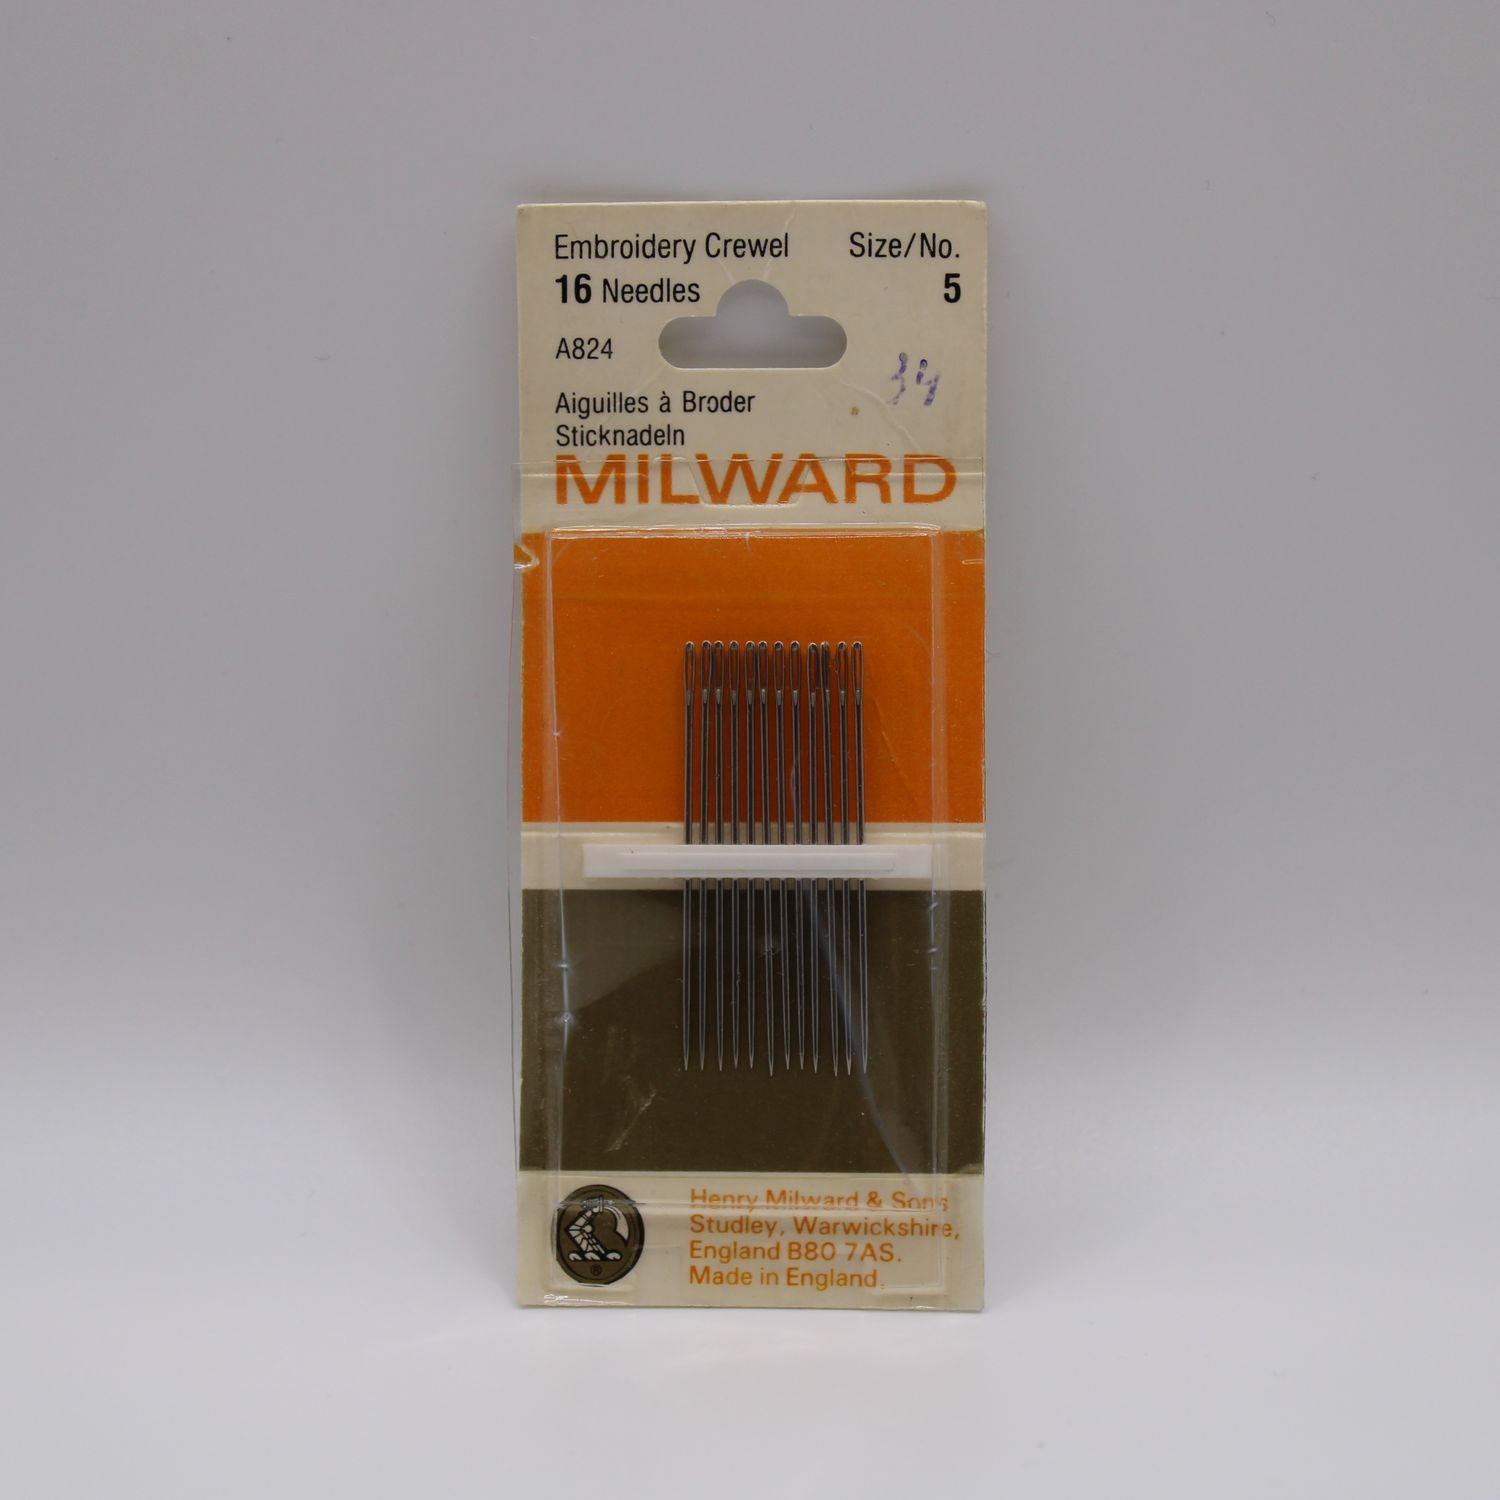 Embroidery Crewel Size/No.
16 Needles 5
A824
34
Aiguilles à Broder
Sticknadeln
MILWARD
Henry Milward & Sons
Studley, Warwickshire,
England B80 7AS.
Made in England.
®